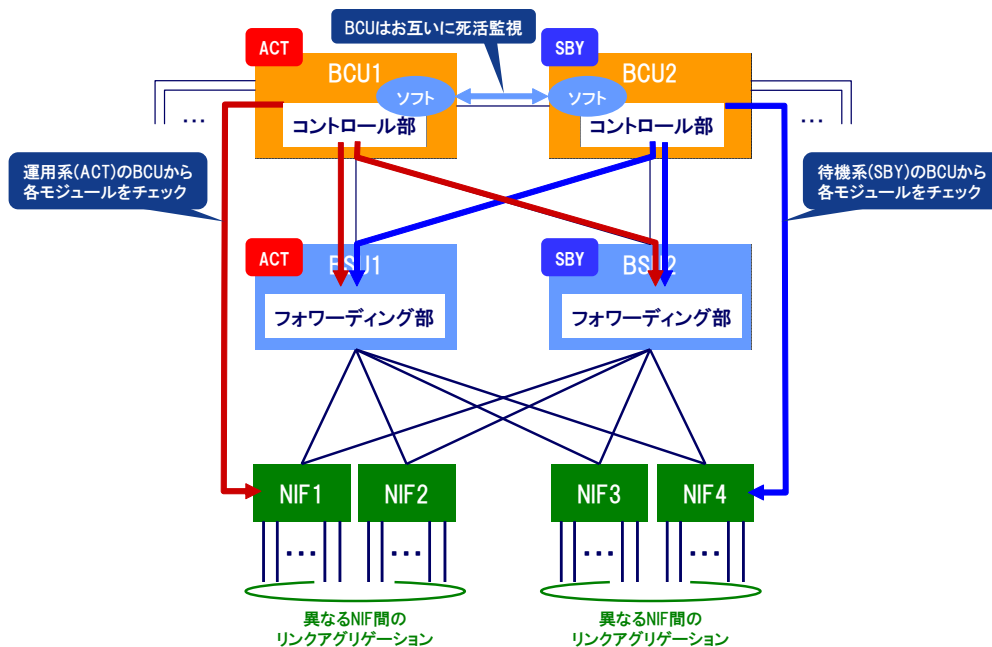 BCUはお互いに死活監視
ACT
SBY
BCU1
BCU2
ソフト
ソフト
...
コントロール部
コントロール部
...
運用系(ACT)のBCUから
各モジュールをチェック
待機系(SBY)のBCUから
各モジュールをチェック
ACT
SBY
BSU1
BSU2
フォワーディング部
フォワーディング部
NIF1
NIF2
NIF3
NIF4
...
...
...
...
異なるNIF間の
リンクアグリゲーション
異なるNIF間の
リンクアグリゲーション